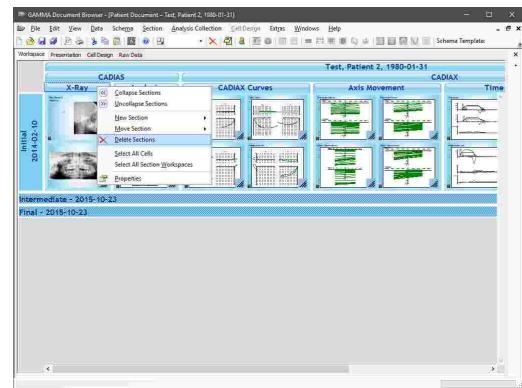 GAMMA Document Browser - [Patient Document – Test, Patient 2, 1980-01-31]
File Edit View Data Schema Section Analysis Collection Cell Design Extras Windows Help
Schema Template:
Workspace Presentation Cell Design Raw Data
Test, Patient 2, 1980-01-31
CADIAS CADIAX
X-Ray CADIAX Curves Axis Movement Time
Initial
2014-02-10
Collapse Sections
Uncollapse Sections
New Section
Move Section
Delete Sections
Select All Cells
Select All Section Workspaces
Properties
Intermediate - 2015-10-23
Final - 2015-10-23